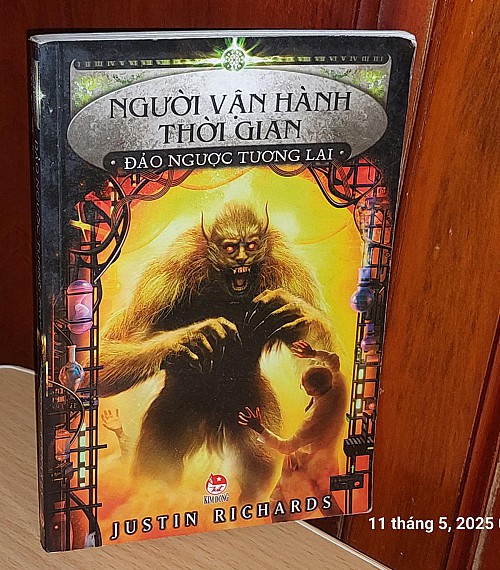 NGƯỜI VẬN HÀNH
THỜI GIAN
• ĐẢO NGƯỢC TƯƠNG LAI •
KIM ĐỒNG
JUSTIN RICHARDS
11 tháng 5, 2025